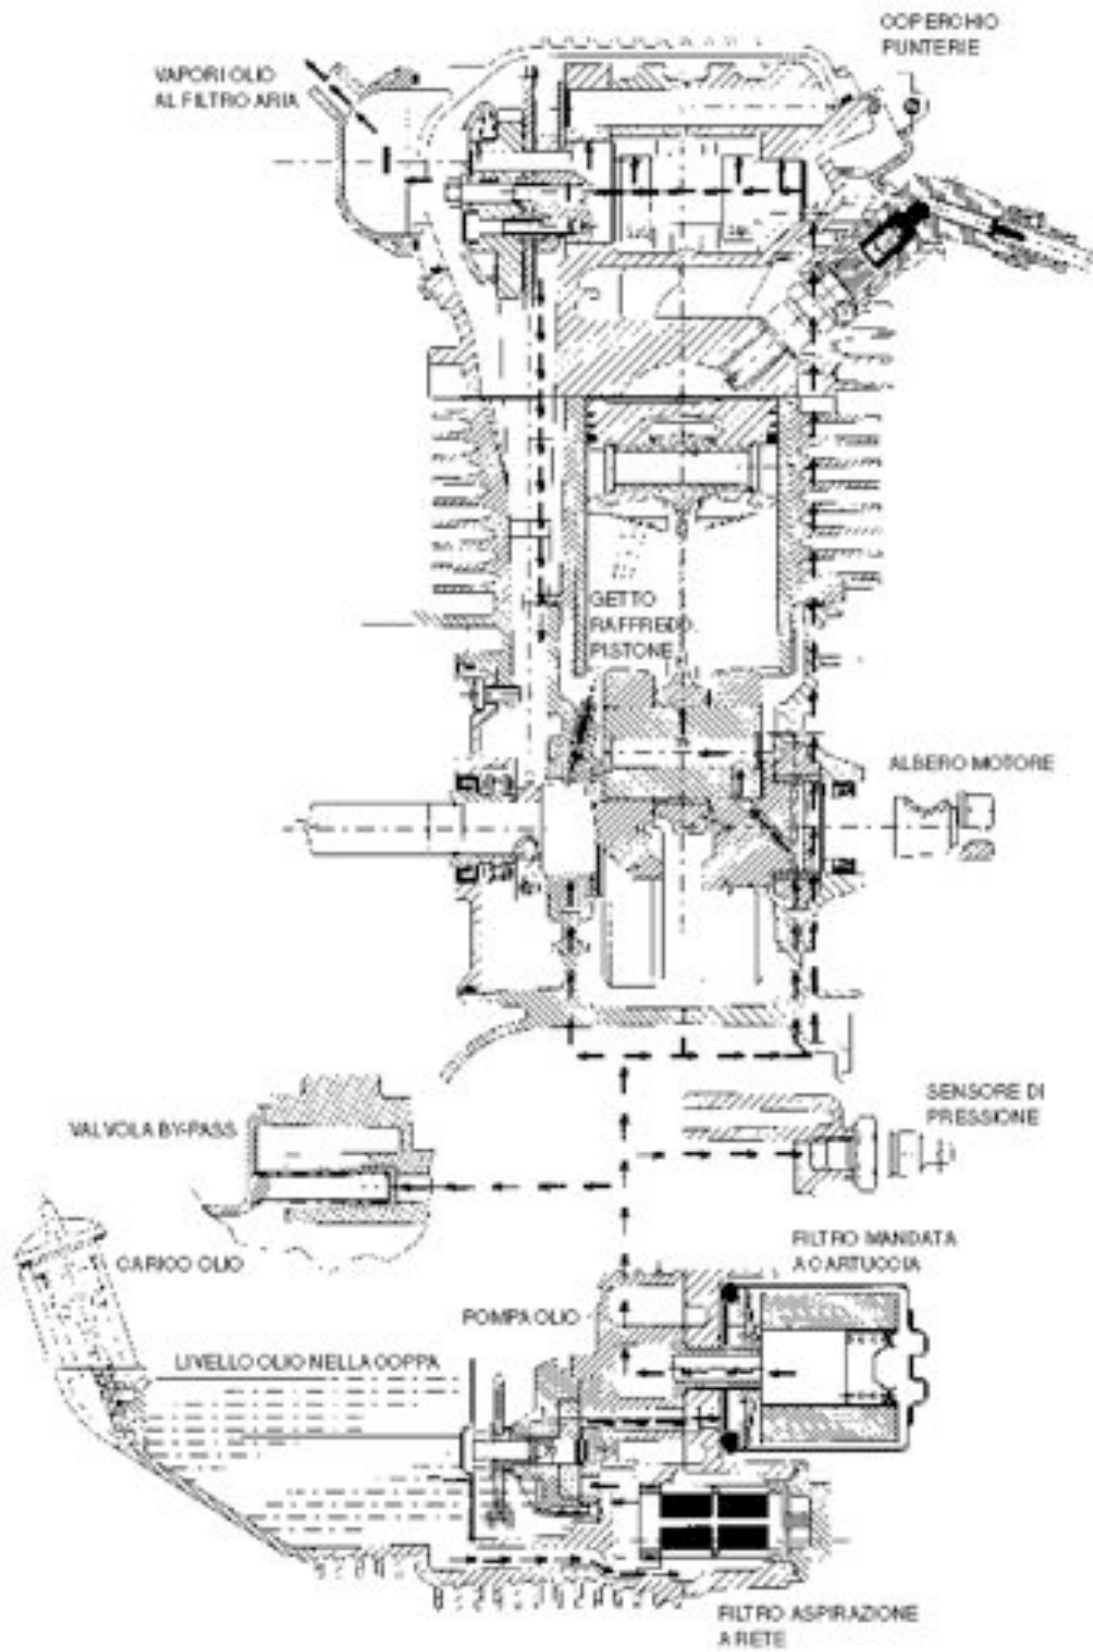 COPERCHIO
PUNTERIE
VAPORI OLIO
AL FILTRO ARIA
GETTO
RAFFREDD.
PISTONE
ALBERO MOTORE
SENSORE DI
PRESSIONE
VALVOLA BY-PASS
CARICO OLIO
FILTRO MANDATA
A CARTUCCIA
POMPA OLIO
LIVELLO OLIO NELLA COPPA
FILTRO ASPIRAZIONE
A RETE